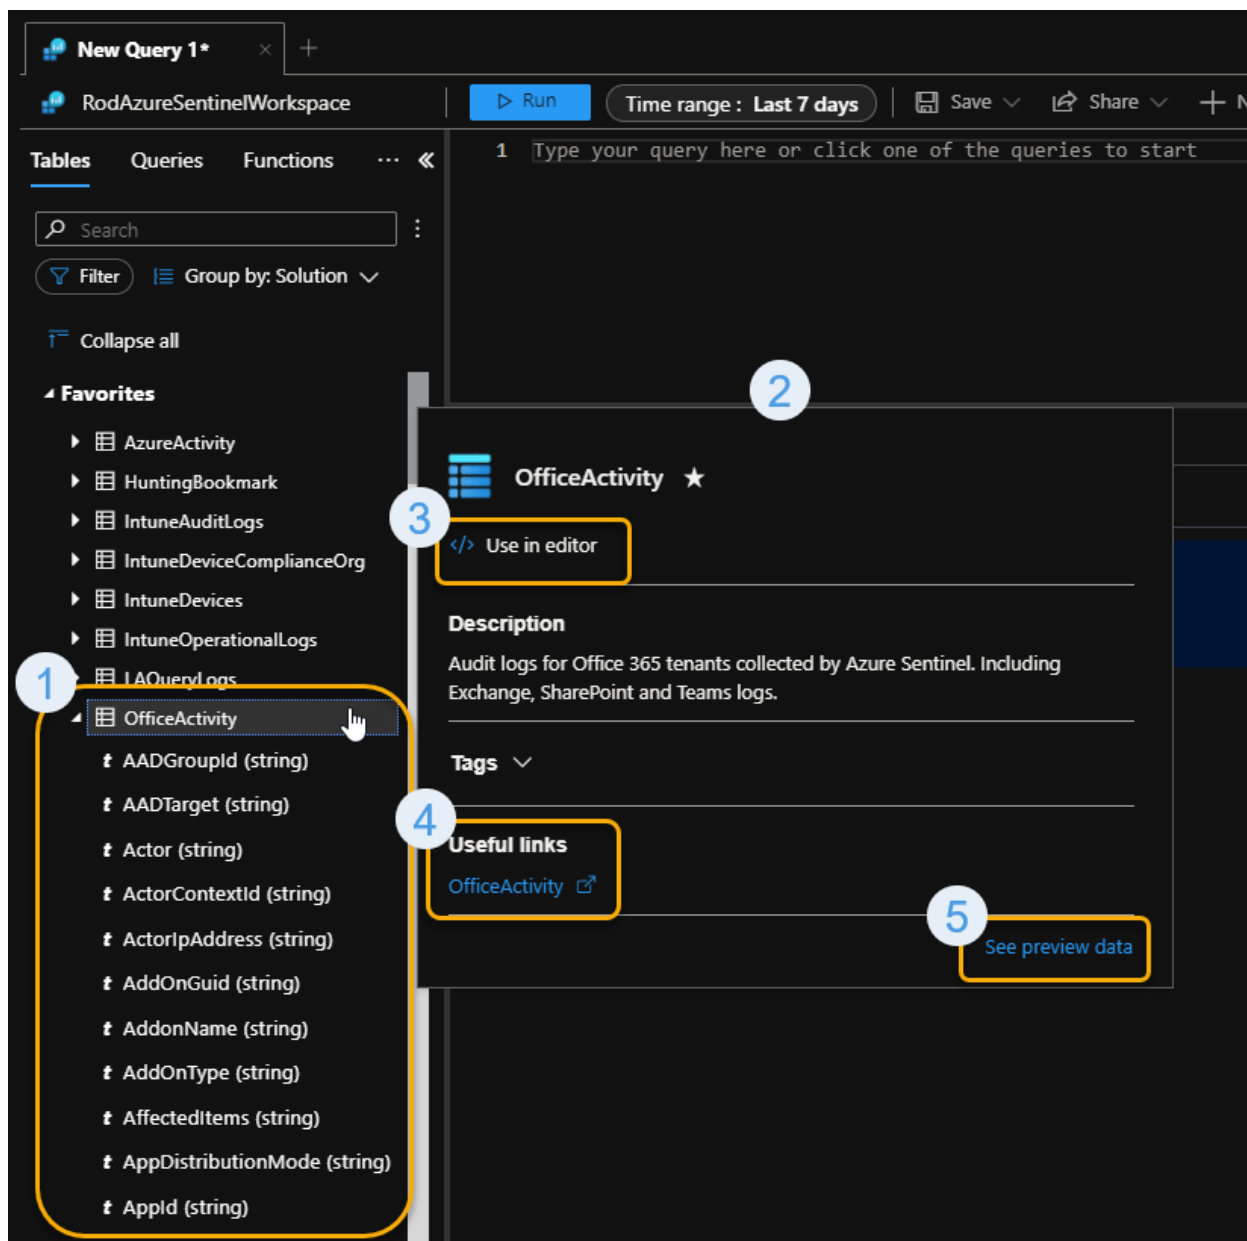 New Query 1*
RodAzureSentinelWorkspace
Run
Time range : Last 7 days
Save
Share
Tables
Queries
Functions
1 Type your query here or click one of the queries to start
Search
Filter
Group by: Solution
Collapse all
Favorites
AzureActivity
HuntingBookmark
IntuneAuditLogs
IntuneDeviceComplianceOrg
IntuneDevices
IntuneOperationalLogs
LAQueryLogs
1
OfficeActivity
t AADGroupId (string)
t AADTarget (string)
t Actor (string)
t ActorContextId (string)
t ActorIpAddress (string)
t AddOnGuid (string)
t AddonName (string)
t AddOnType (string)
t AffectedItems (string)
t AppDistributionMode (string)
t AppId (string)
2
OfficeActivity
3
</> Use in editor
Description
Audit logs for Office 365 tenants collected by Azure Sentinel. Including
Exchange, SharePoint and Teams logs.
Tags
4
Useful links
OfficeActivity
5
See preview data